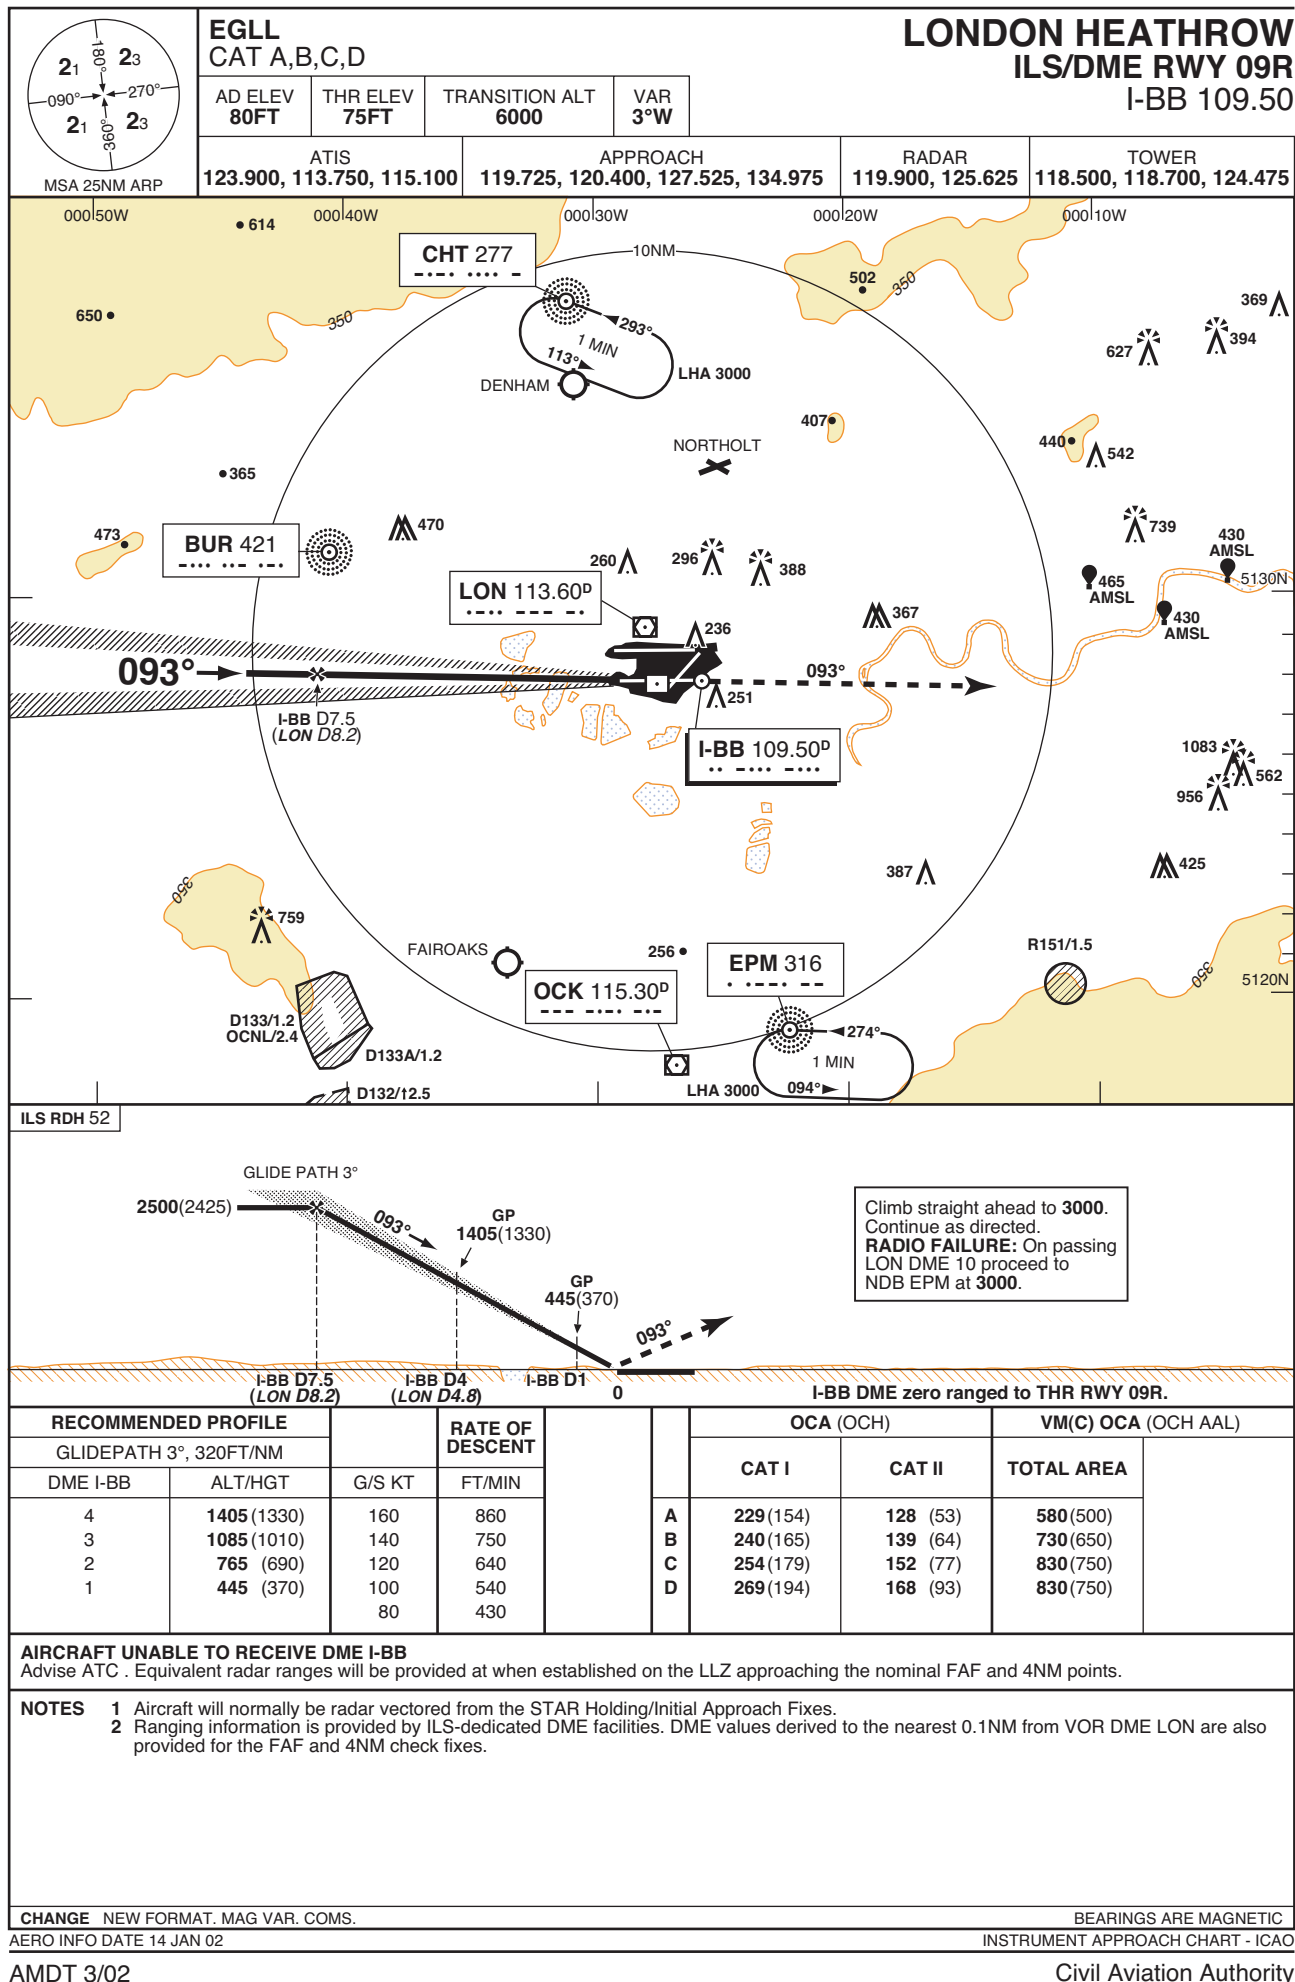 EGLL
CAT A,B,C,D
LONDON HEATHROW
ILS/DME RWY 09R
I-BB 109.50
180°
21
23
090°
270°
21
23
360°
MSA 25NM ARP
AD ELEV
80FT
THR ELEV
75FT
TRANSITION ALT
6000
VAR
3°W
ATIS
123.900, 113.750, 115.100
APPROACH
119.725, 120.400, 127.525, 134.975
RADAR
119.900, 125.625
TOWER
118.500, 118.700, 124.475
000|50W
000|40W
000|30W
000|20W
000|10W
614
CHT 277
10NM
502
350
650
350
293°
1 MIN
113°
LHA 3000
DENHAM
369
394
627
407
440
542
NORTHOLT
365
473
BUR 421
470
260
296
388
739
430
AMSL
465
AMSL
5130N
430
AMSL
LON 113.60D
367
236
093°
093°
251
I-BB D7.5
(LON D8.2)
I-BB 109.50D
1083
562
956
387
425
350
759
FAIROAKS
256
EPM 316
R151/1.5
350
5120N
OCK 115.30D
D133/1.2
OCNL/2.4
D133A/1.2
D132/↑2.5
274°
1 MIN
LHA 3000
094°
ILS RDH 52
GLIDE PATH 3°
2500(2425)
093°
GP
1405(1330)
GP
445(370)
093°
Climb straight ahead to 3000.
Continue as directed.
RADIO FAILURE: On passing
LON DME 10 proceed to
NDB EPM at 3000.
I-BB D7.5
(LON D8.2)
I-BB D4
(LON D4.8)
I-BB D1
0
I-BB DME zero ranged to THR RWY 09R.
RECOMMENDED PROFILE
GLIDEPATH 3°, 320FT/NM
RATE OF
DESCENT
OCA (OCH)
VM(C) OCA (OCH AAL)
DME I-BB ALT/HGT G/S KT FT/MIN CAT I CAT II TOTAL AREA
4 1405(1330) 160 860 A 229(154) 128 (53) 580(500)
3 1085(1010) 140 750 B 240(165) 139 (64) 730(650)
2 765 (690) 120 640 C 254(179) 152 (77) 830(750)
1 445 (370) 100 540 D 269(194) 168 (93) 830(750)
80 430
AIRCRAFT UNABLE TO RECEIVE DME I-BB
Advise ATC . Equivalent radar ranges will be provided at when established on the LLZ approaching the nominal FAF and 4NM points.
NOTES 1 Aircraft will normally be radar vectored from the STAR Holding/Initial Approach Fixes.
2 Ranging information is provided by ILS-dedicated DME facilities. DME values derived to the nearest 0.1NM from VOR DME LON are also
provided for the FAF and 4NM check fixes.
CHANGE NEW FORMAT. MAG VAR. COMS.
BEARINGS ARE MAGNETIC
AERO INFO DATE 14 JAN 02
INSTRUMENT APPROACH CHART - ICAO
AMDT 3/02
Civil Aviation Authority